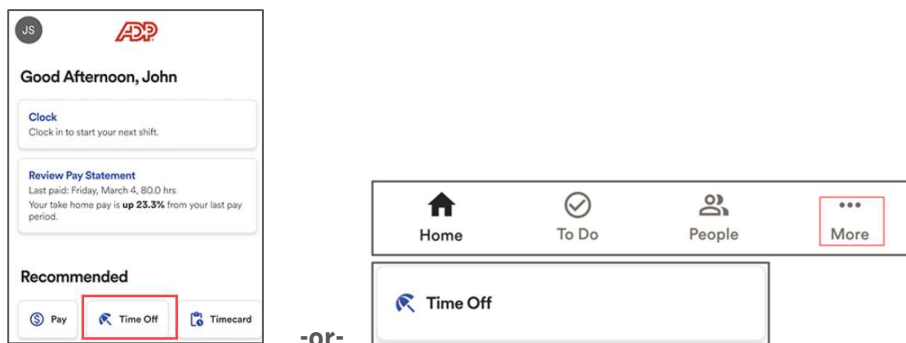 JS
ADP
Good Afternoon, John
Clock
Clock in to start your next shift.
Review Pay Statement
Last paid: Friday, March 4, 80.0 hrs
Your take home pay is up 23.3% from your last pay
period.
Recommended
Pay
Time Off
Timecard
-or-
Home
To Do
People
More
Time Off